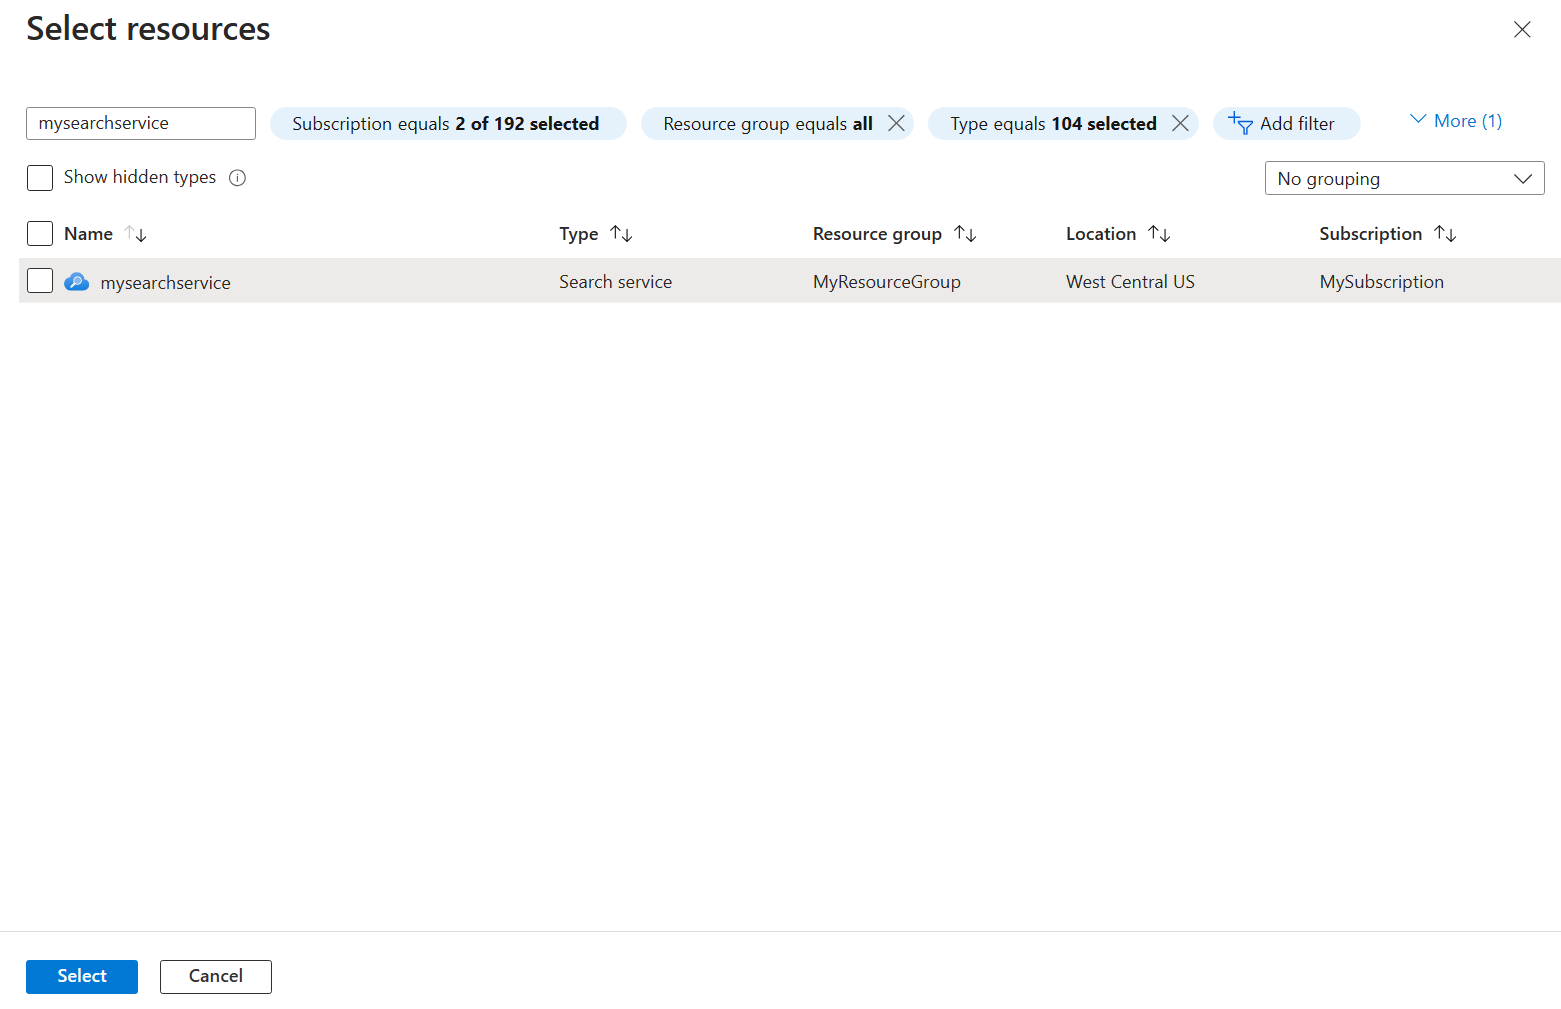 Select resources
mysearchservice Subscription equals 2 of 192 selected Resource group equals all Type equals 104 selected Add filter More (1)
Show hidden types No grouping
Name Type Resource group Location Subscription
mysearchservice Search service MyResourceGroup West Central US MySubscription
Select Cancel